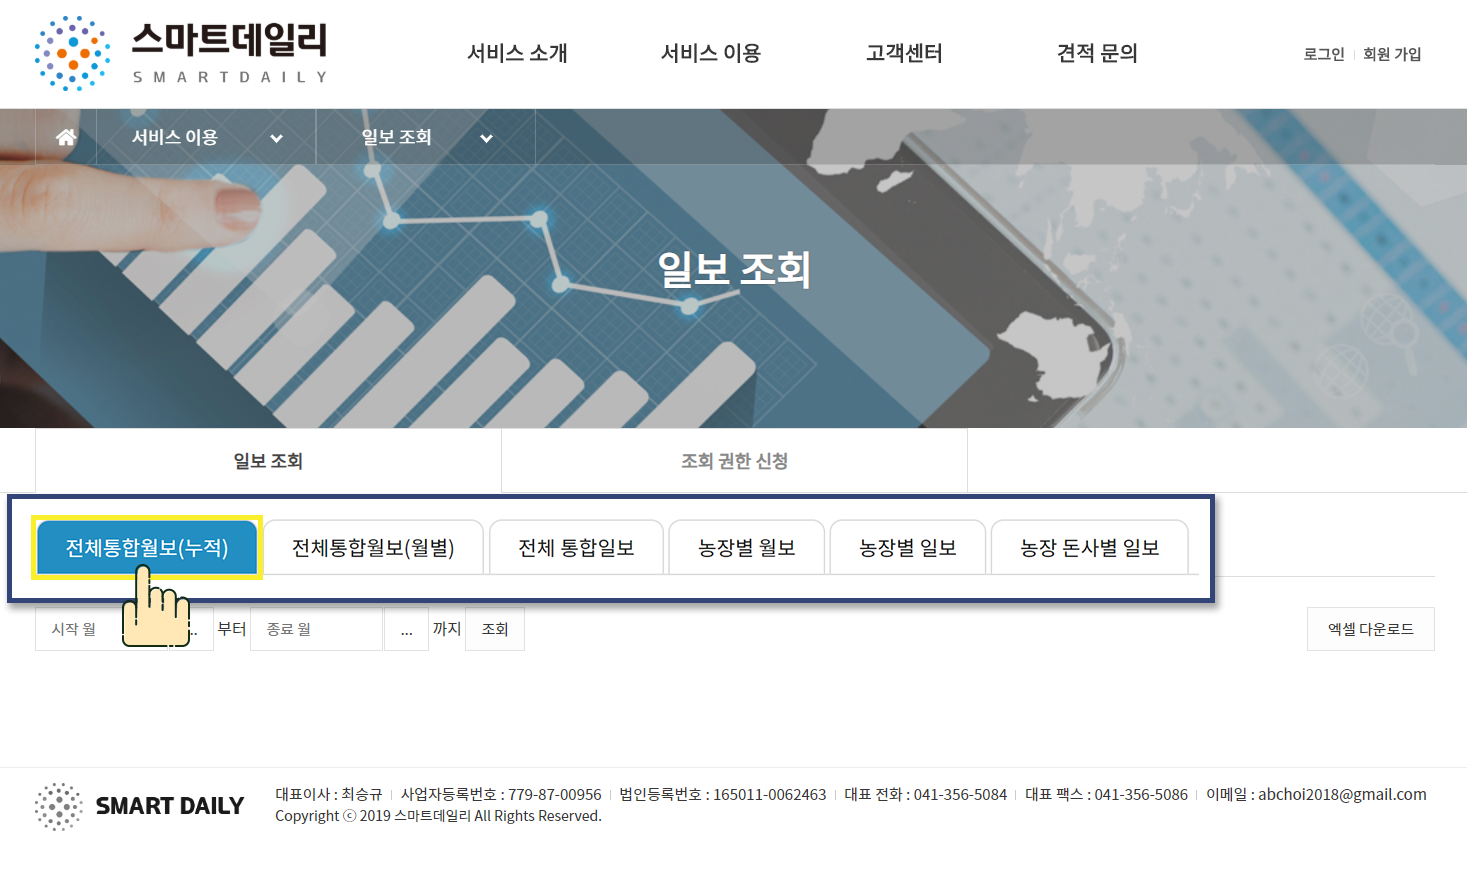 스마트데일리
SMARTDAILY
서비스 소개
서비스 이용
고객센터
견적 문의
로그인
회원 가입
서비스 이용
일보 조회
일보 조회
일보 조회
조회 권한 신청
전체통합월보(누적)
전체통합월보(월별)
전체 통합일보
농장별 월보
농장별 일보
농장 돈사별 일보
시작 월
..
부터
종료 월
...
까지
조회
엑셀 다운로드
SMART DAILY
대표이사 : 최승규 | 사업자등록번호 : 779-87-00956 | 법인등록번호 : 165011-0062463 | 대표 전화 : 041-356-5084 | 대표 팩스 : 041-356-5086 | 이메일 : abchoi2018@gmail.com
Copyright ⓒ 2019 스마트데일리 All Rights Reserved.